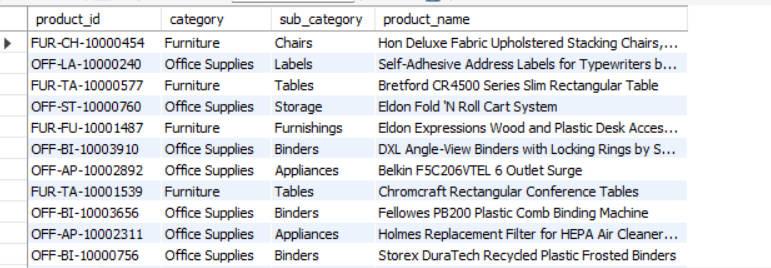 product_id category sub_category product_name
FUR-CH-10000454 Furniture Chairs Hon Deluxe Fabric Upholstered Stacking Chairs,...
OFF-LA-10000240 Office Supplies Labels Self-Adhesive Address Labels for Typewriters b...
FUR-TA-10000577 Furniture Tables Bretford CR4500 Series Slim Rectangular Table
OFF-ST-10000760 Office Supplies Storage Eldon Fold 'N Roll Cart System
FUR-FU-10001487 Furniture Furnishings Eldon Expressions Wood and Plastic Desk Acces...
OFF-BI-10003910 Office Supplies Binders DXL Angle-View Binders with Locking Rings by S...
OFF-AP-10002892 Office Supplies Appliances Belkin F5C206VTEL 6 Outlet Surge
FUR-TA-10001539 Furniture Tables Chromcraft Rectangular Conference Tables
OFF-BI-10003656 Office Supplies Binders Fellowes PB200 Plastic Comb Binding Machine
OFF-AP-10002311 Office Supplies Appliances Holmes Replacement Filter for HEPA Air Cleaner...
OFF-BI-10000756 Office Supplies Binders Storex DuraTech Recycled Plastic Frosted Binders